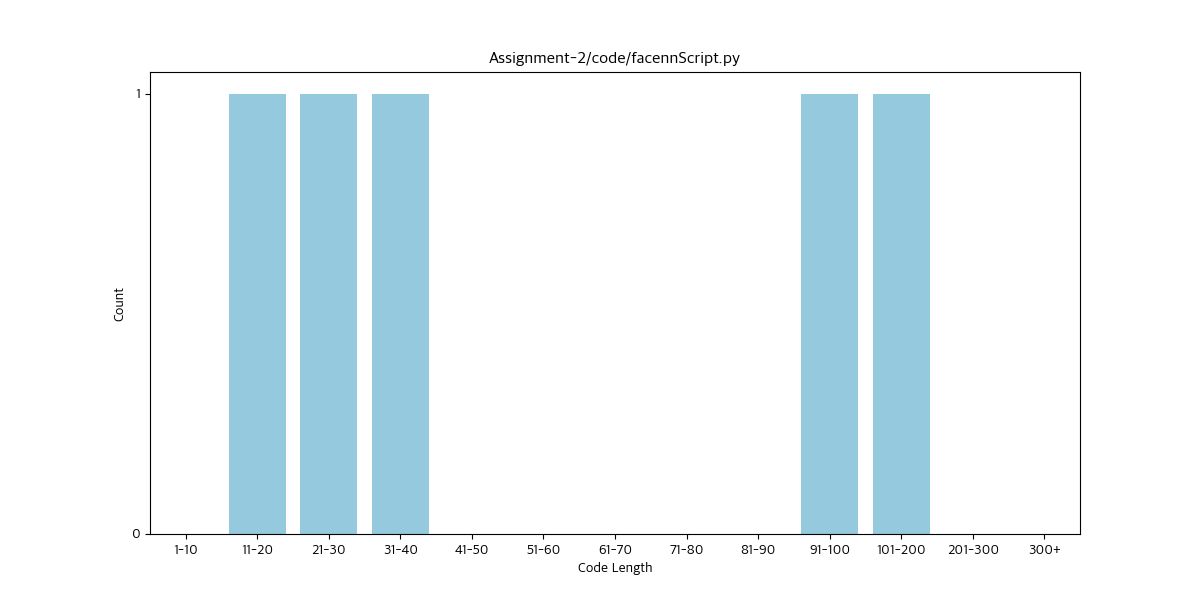 Assignment-2/code/facennScript.py
1
Count
0
1-10 11-20 21-30 31-40 41-50 51-60 61-70 71-80 81-90 91-100 101-200 201-300 300+
Code Length